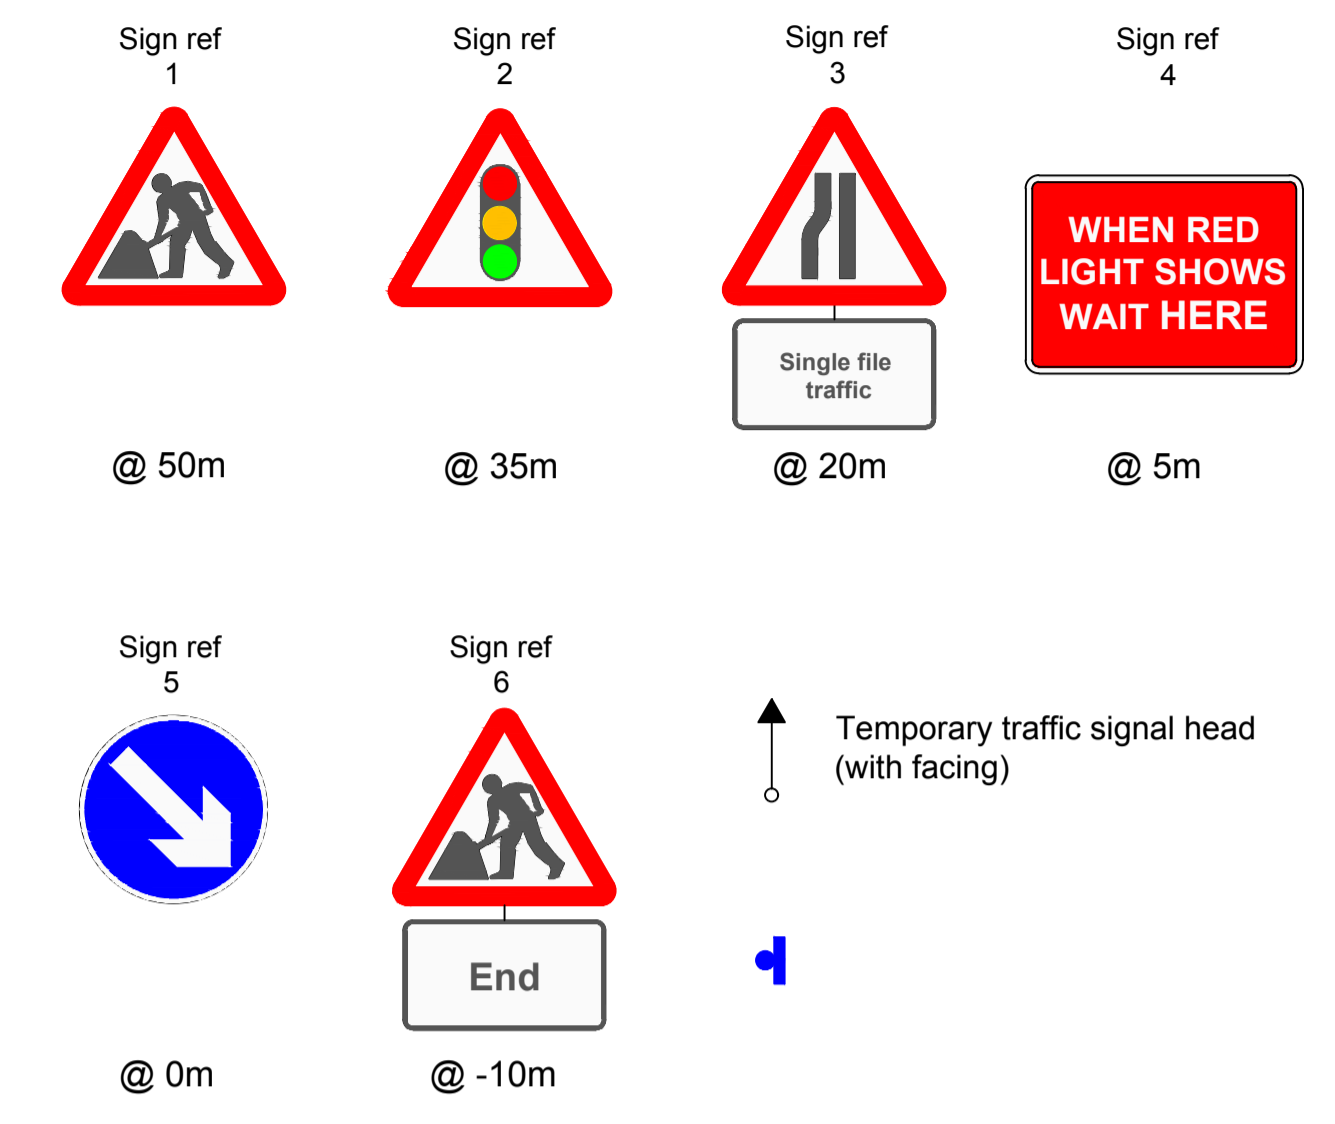 Sign ref
1
Sign ref
2
Sign ref
3
Sign ref
4
Single file
traffic
WHEN RED
LIGHT SHOWS
WAIT HERE
@ 50m
@ 35m
@ 20m
@ 5m
Sign ref
5
Sign ref
6
Temporary traffic signal head
(with facing)
End
@ 0m
@ -10m